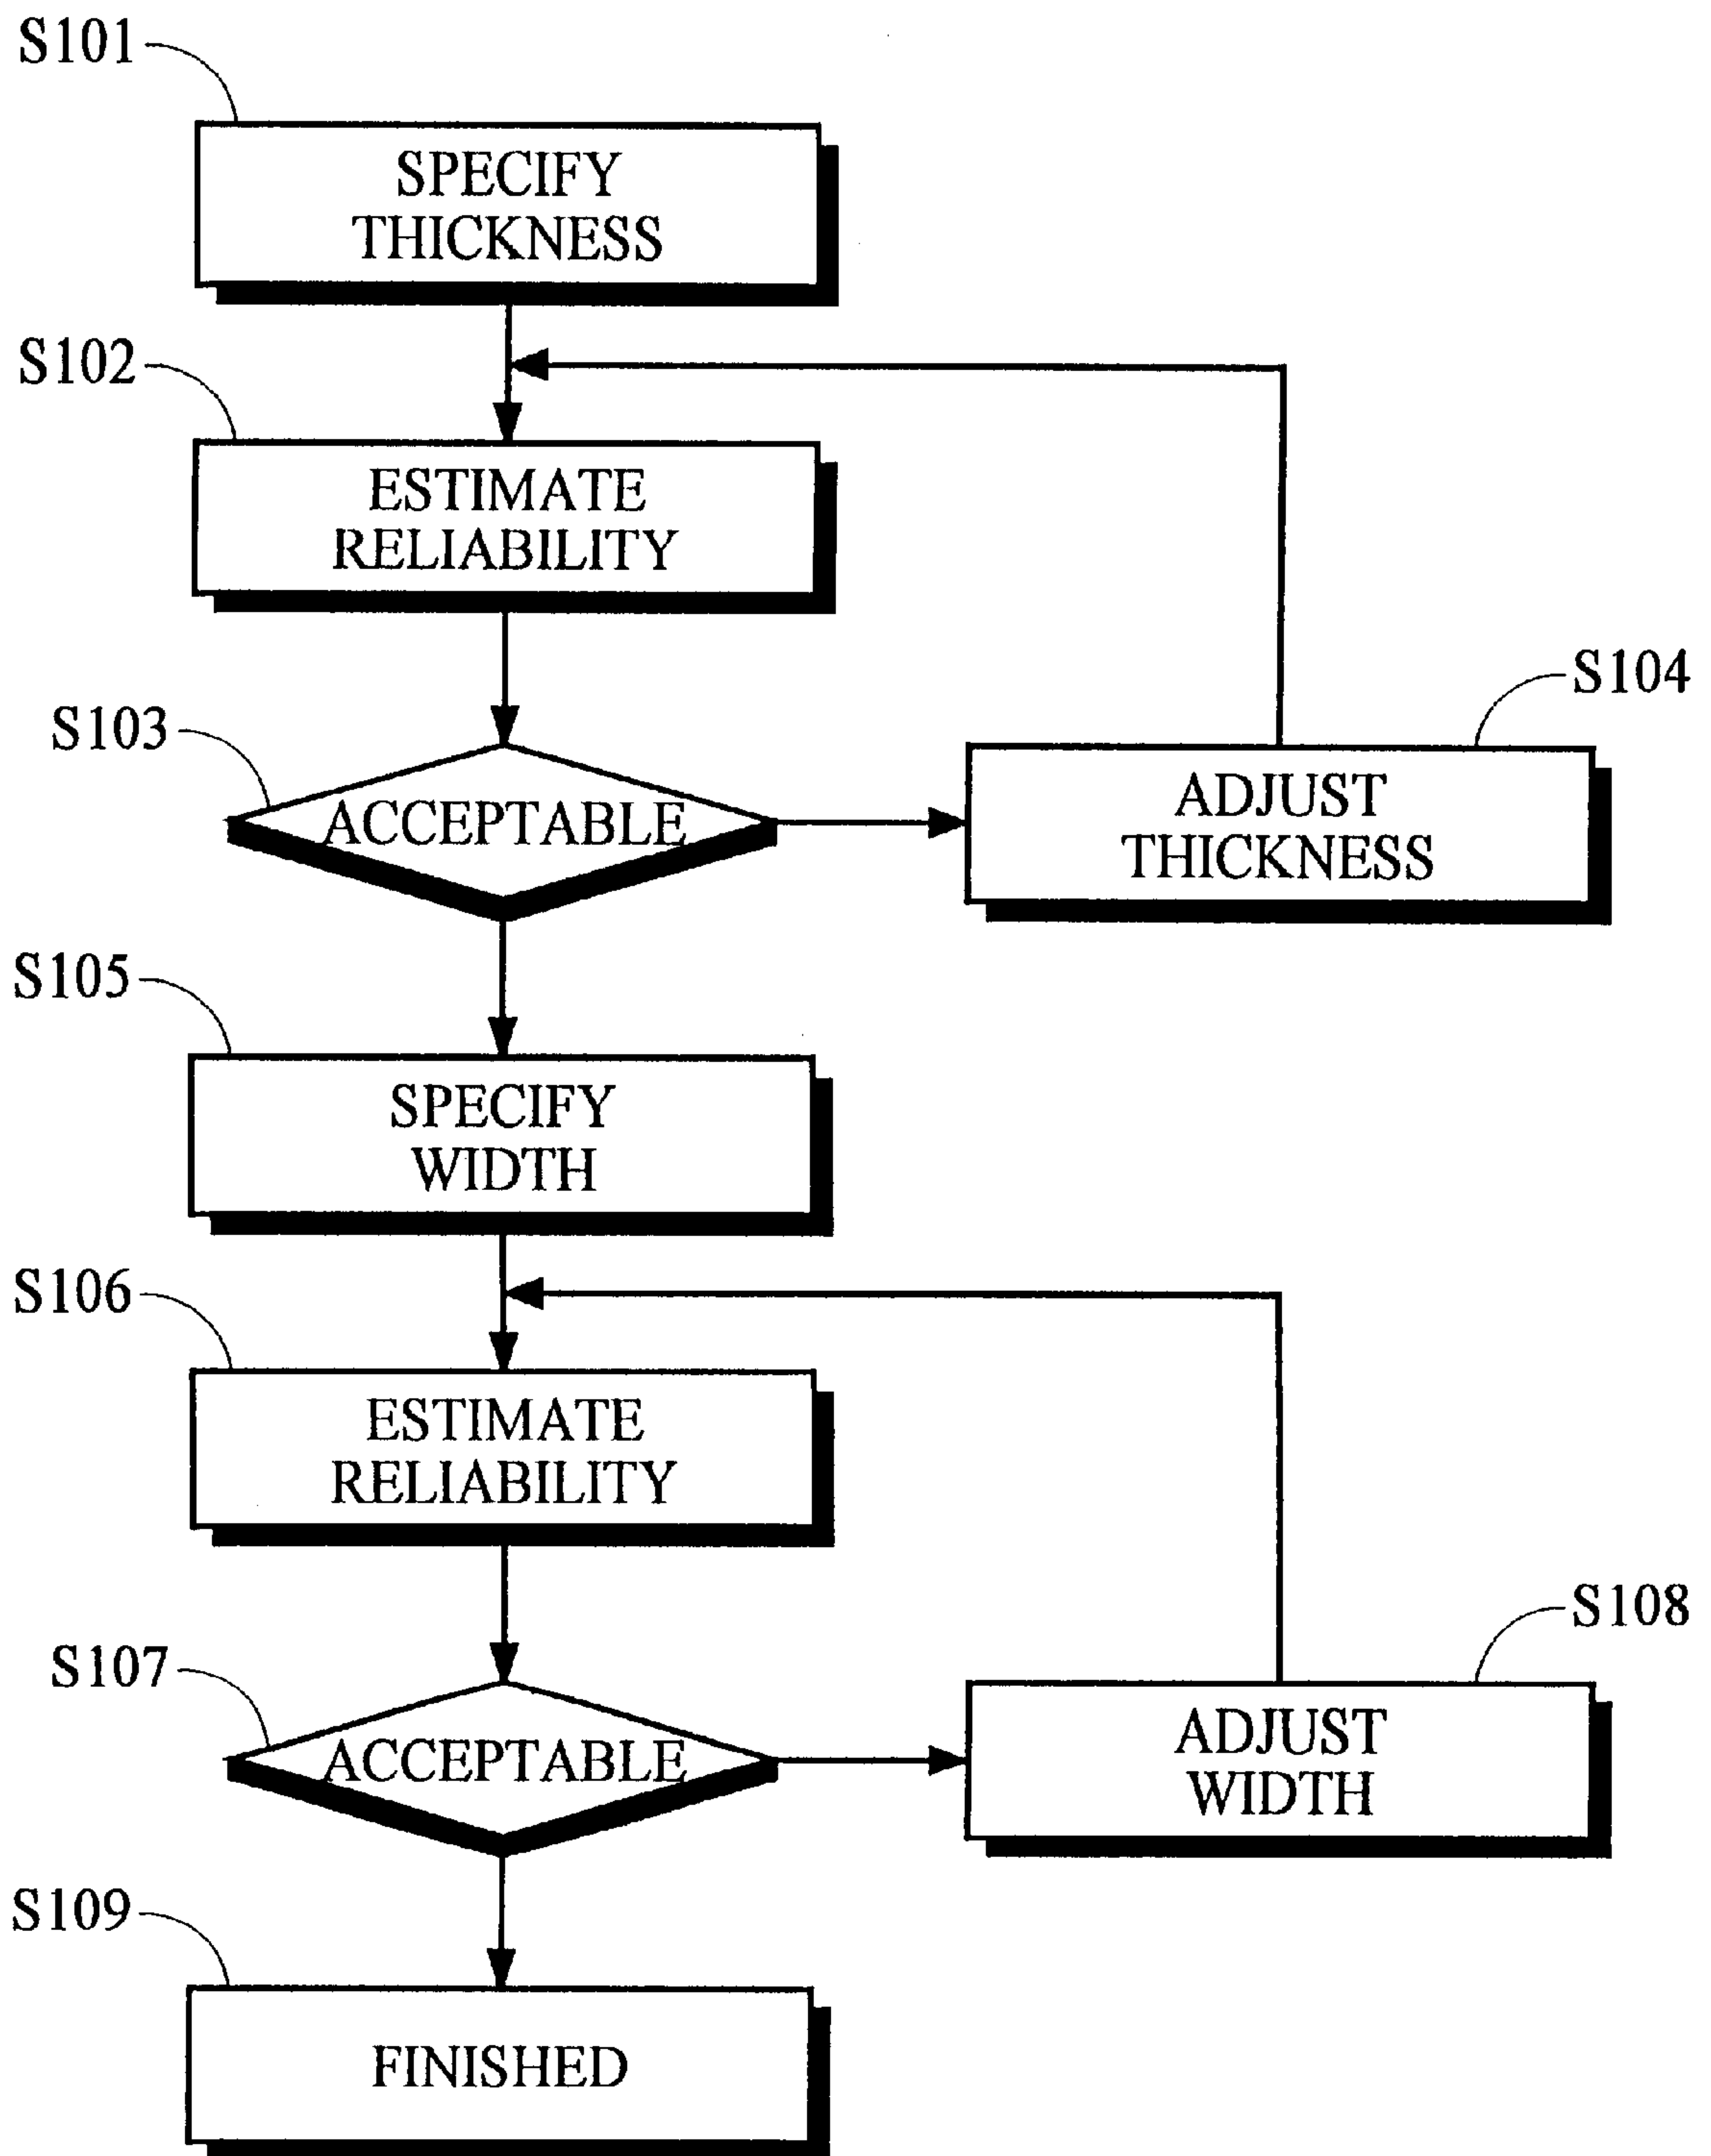 S101
SPECIFY
THICKNESS
S102
ESTIMATE
RELIABILITY
S103
ACCEPTABLE
S104
ADJUST
THICKNESS
S105
SPECIFY
WIDTH
S106
ESTIMATE
RELIABILITY
S107
ACCEPTABLE
S108
ADJUST
WIDTH
S109
FINISHED